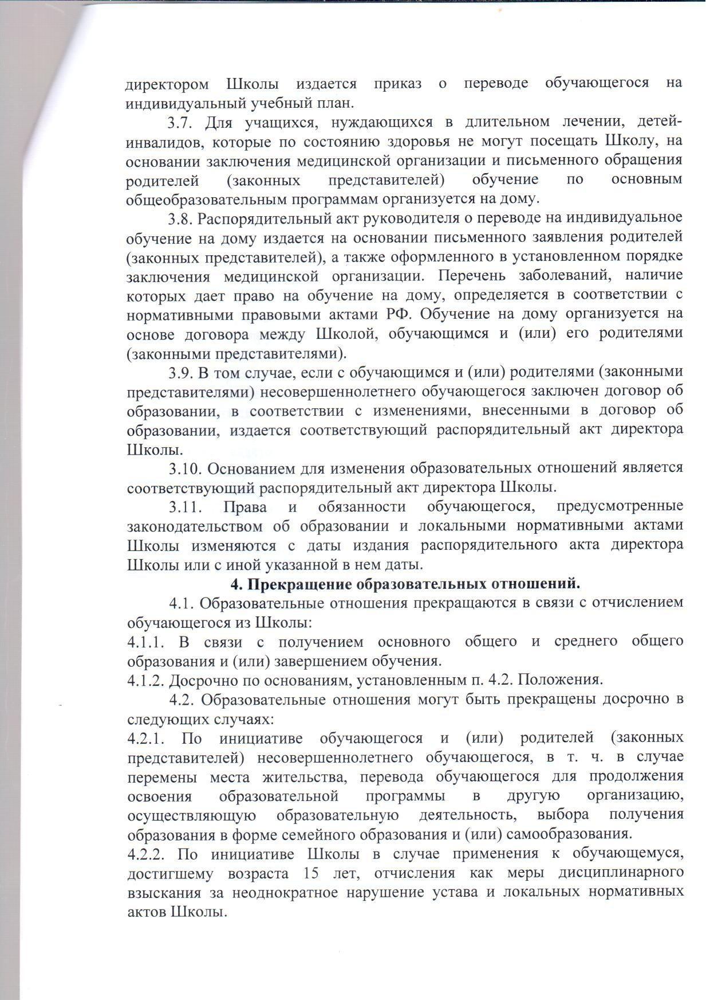 директором Школы издается приказ о переводе обучающегося на
индивидуальный учебный план.
3.7. Для учащихся, нуждающихся в длительном лечении, детей-
инвалидов, которые по состоянию здоровья не могут посещать Школу, на
основании заключения медицинской организации и письменного обращения
родителей (законных представителей) обучение по основным
общеобразовательным программам организуется на дому.
3.8. Распорядительный акт руководителя о переводе на индивидуальное
обучение на дому издается на основании письменного заявления родителей
(законных представителей), а также оформленного в установленном порядке
заключения медицинской организации. Перечень заболеваний, наличие
которых дает право на обучение на дому, определяется в соответствии с
нормативными правовыми актами РФ. Обучение на дому организуется на
основе договора между Школой, обучающимся и (или) его родителями
(законными представителями).
3.9. В том случае, если с обучающимся и (или) родителями (законными
представителями) несовершеннолетнего обучающегося заключен договор об
образовании, в соответствии с изменениями, внесенными в договор об
образовании, издается соответствующий распорядительный акт директора
Школы.
3.10. Основанием для изменения образовательных отношений является
соответствующий распорядительный акт директора Школы.
3.11. Права и обязанности обучающегося, предусмотренные
законодательством об образовании и локальными нормативными актами
Школы изменяются с даты издания распорядительного акта директора
Школы или с иной указанной в нем даты.
4. Прекращение образовательных отношений.
4.1. Образовательные отношения прекращаются в связи с отчислением
обучающегося из Школы:
4.1.1. В связи с получением основного общего и среднего общего
образования и (или) завершением обучения.
4.1.2. Досрочно по основаниям, установленным п. 4.2. Положения.
4.2. Образовательные отношения могут быть прекращены досрочно в
следующих случаях:
4.2.1. По инициативе обучающегося и (или) родителей (законных
представителей) несовершеннолетнего обучающегося, в т. ч. в случае
перемены места жительства, перевода обучающегося для продолжения
освоения образовательной программы в другую организацию,
осуществляющую образовательную деятельность, выбора получения
образования в форме семейного образования и (или) самообразования.
4.2.2. По инициативе Школы в случае применения к обучающемуся,
достигшему возраста 15 лет, отчисления как меры дисциплинарного
взыскания за неоднократное нарушение устава и локальных нормативных
актов Школы.